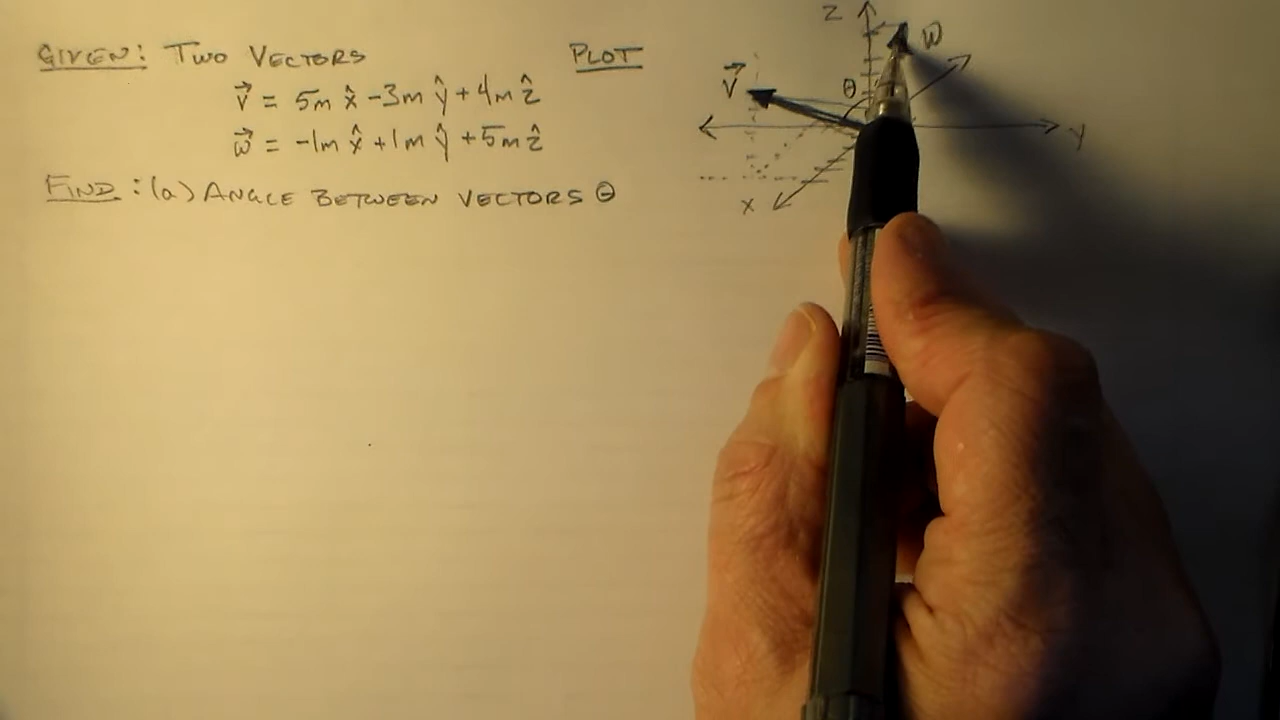 GIVEN: TWO VECTORS
V⃗ = 5m x̂ -3m ŷ + 4m ẑ
w⃗ = -1m x̂ +1m ŷ +5m ẑ
FIND: (a) ANGLE BETWEEN VECTORS θ
PLOT
Z
W
V⃗
θ
y
x